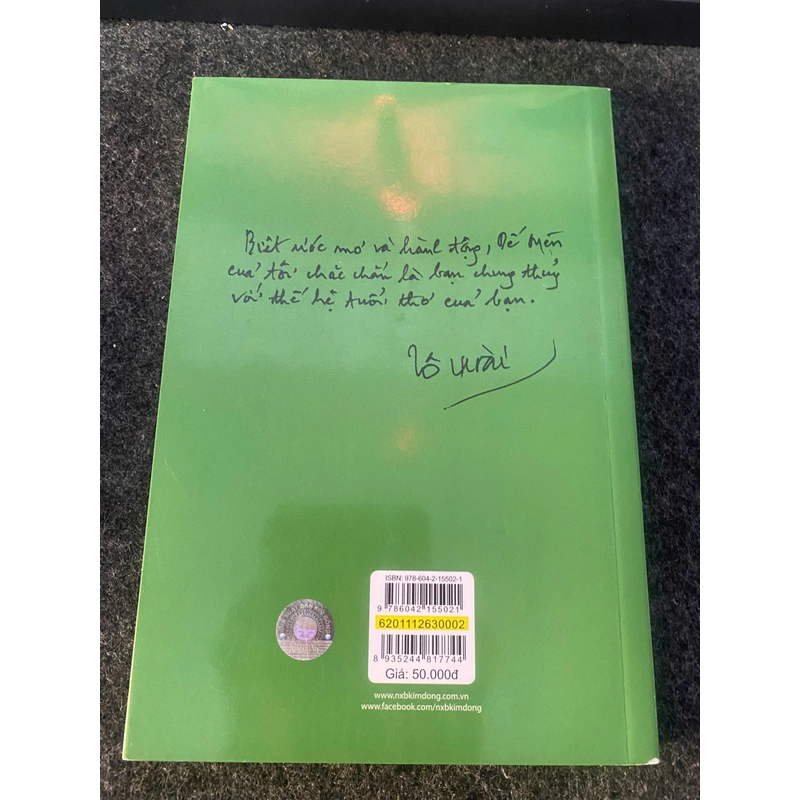 Biết ước mơ và hành động, Dế Mèn
của tôi chắc chắn là bạn chung thuỷ
với thế hệ tuổi thơ của bạn.
Tô Hoài
ISBN: 978-604-2-15502-1
9 786042 155021
6201112630002
8 935244 817744
Giá: 50.000đ
www.nxbkimdong.com.vn
www.facebook.com/nxbkimdong